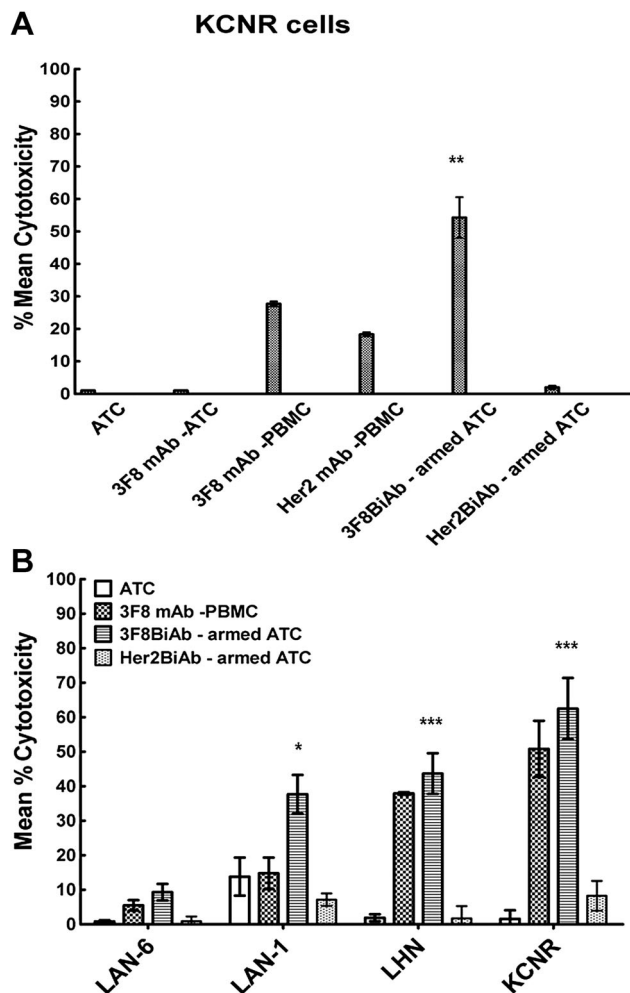 A
KCNR cells
% Mean Cytotoxicity
100
90
80
70
60
50
40
30
20
10
0
**
ATC
3F8 mAb -ATC
3F8 mAb -PBMC
Her2 mAb -PBMC
3F8BiAb - armed ATC
Her2BiAb - armed ATC
B
Mean % Cytotoxicity
100
90
80
70
60
50
40
30
20
10
0
ATC
3F8 mAb -PBMC
3F8BiAb - armed ATC
Her2BiAb - armed ATC
*
***
***
LAN-6
LAN-1
LHN
KCNR